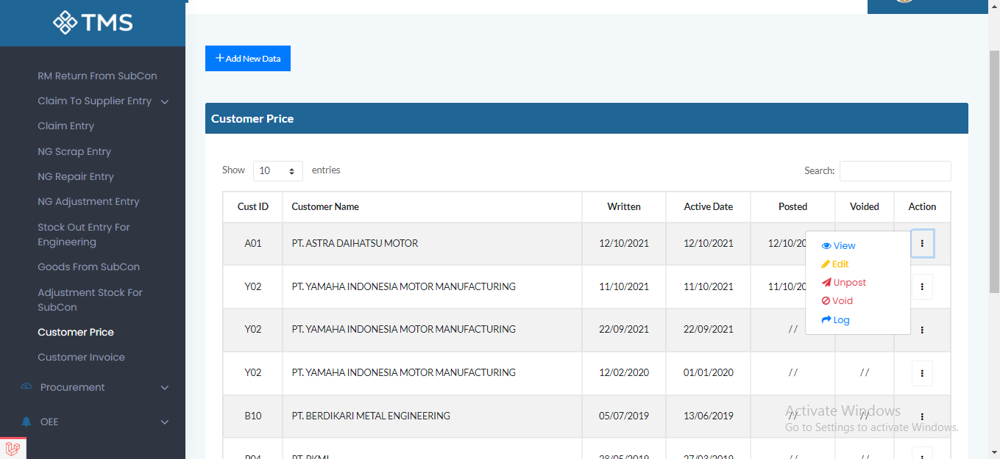 TMS
RM Return From SubCon
Claim To Supplier Entry
Claim Entry
NG Scrap Entry
NG Repair Entry
NG Adjustment Entry
Stock Out Entry For
Engineering
Goods From SubCon
Adjustment Stock For
SubCon
Customer Price
Customer Invoice
Procurement
OEE
+ Add New Data
Customer Price
Show 10 entries Search:
Cust ID Customer Name Written Active Date Posted Voided Action
A01 PT. ASTRA DAIHATSU MOTOR 12/10/2021 12/10/2021 12/10/20
Y02 PT. YAMAHA INDONESIA MOTOR MANUFACTURING 11/10/2021 11/10/2021 11/10/20
Y02 PT. YAMAHA INDONESIA MOTOR MANUFACTURING 22/09/2021 22/09/2021 / /
Y02 PT. YAMAHA INDONESIA MOTOR MANUFACTURING 12/02/2020 01/01/2020 / / / /
B10 PT. BERDIKARI METAL ENGINEERING 05/07/2019 13/06/2019 / / / /
28/05/2019 27/03/2019 / / / /
View
Edit
Unpost
Void
Log
Activate Windows
Go to Settings to activate Windows.